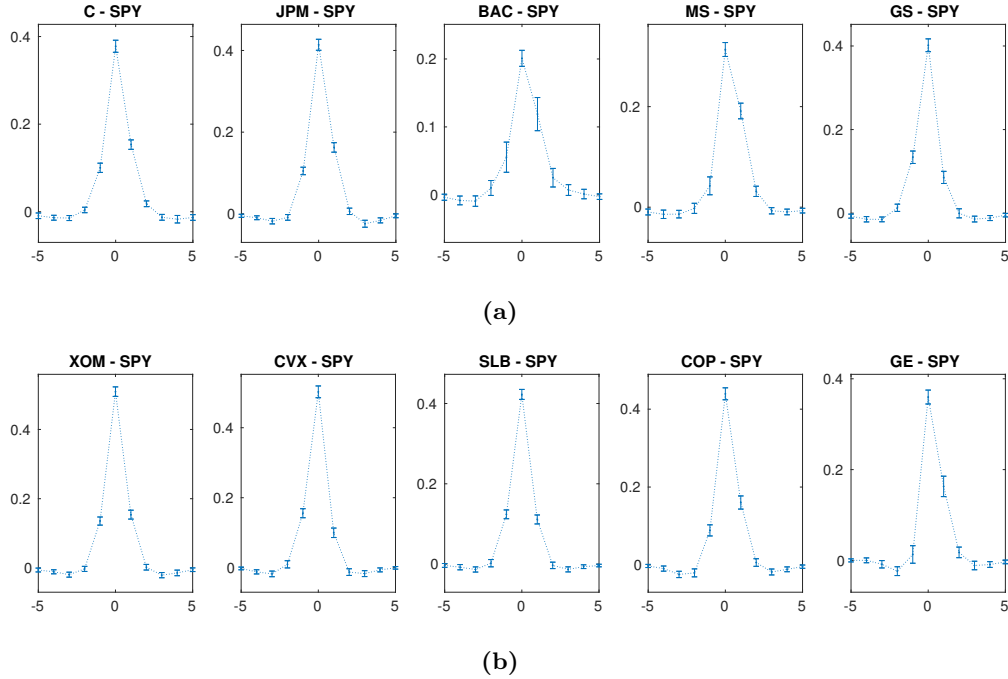 C - SPY JPM - SPY BAC - SPY MS - SPY GS - SPY
0.4 0.4 0.2 0.2 0.4
0.2 0.2 0.1 0 0.2
0 0 0 0
-5 0 5 -5 0 5 -5 0 5 -5 0 5 -5 0 5
(a)
XOM - SPY CVX - SPY SLB - SPY COP - SPY GE - SPY
0.4 0.4 0.4 0.4 0.4
0.2 0.2 0.2 0.2 0.2
0 0 0 0 0
-5 0 5 -5 0 5 -5 0 5 -5 0 5 -5 0 5
(b)